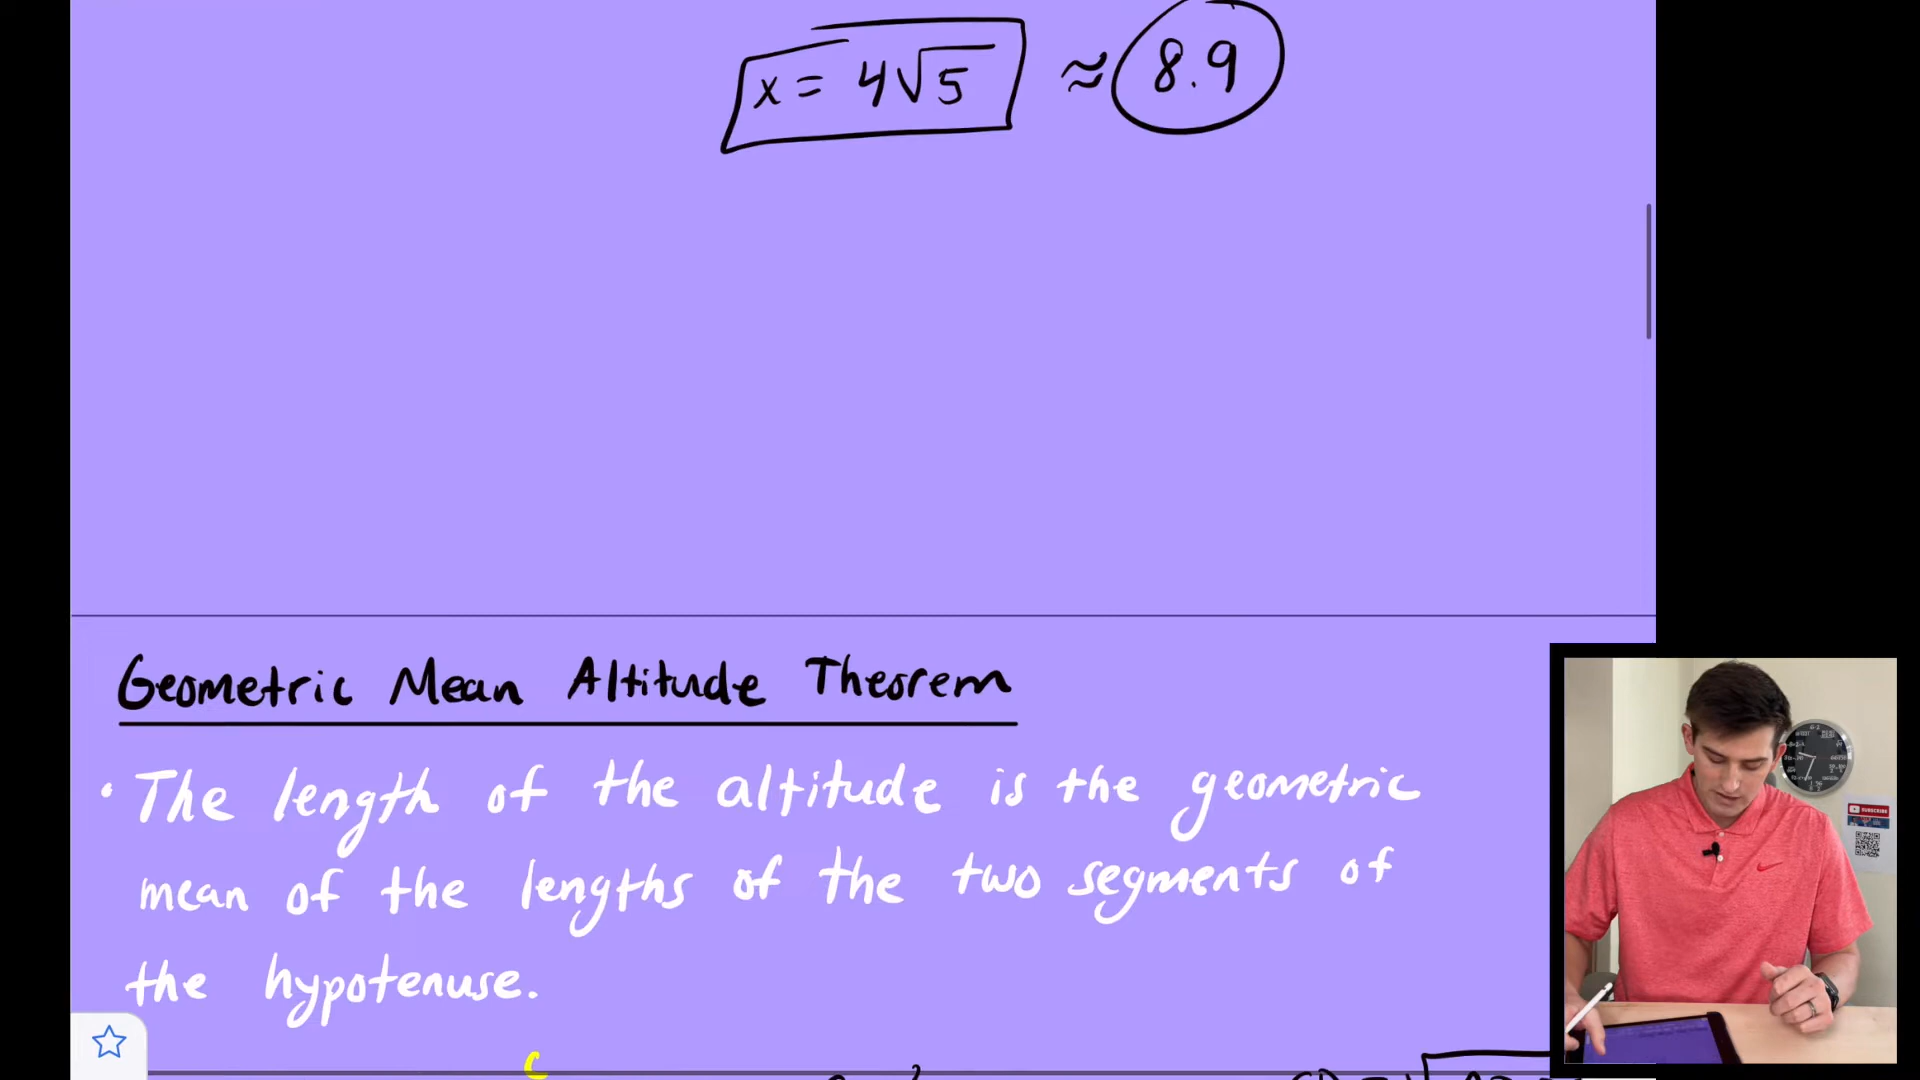 x = 4√5 ≈ 8.9
Geometric Mean Altitude Theorem
• The length of the altitude is the geometric
mean of the lengths of the two segments of
the hypotenuse.
C
SUBSCRIBE